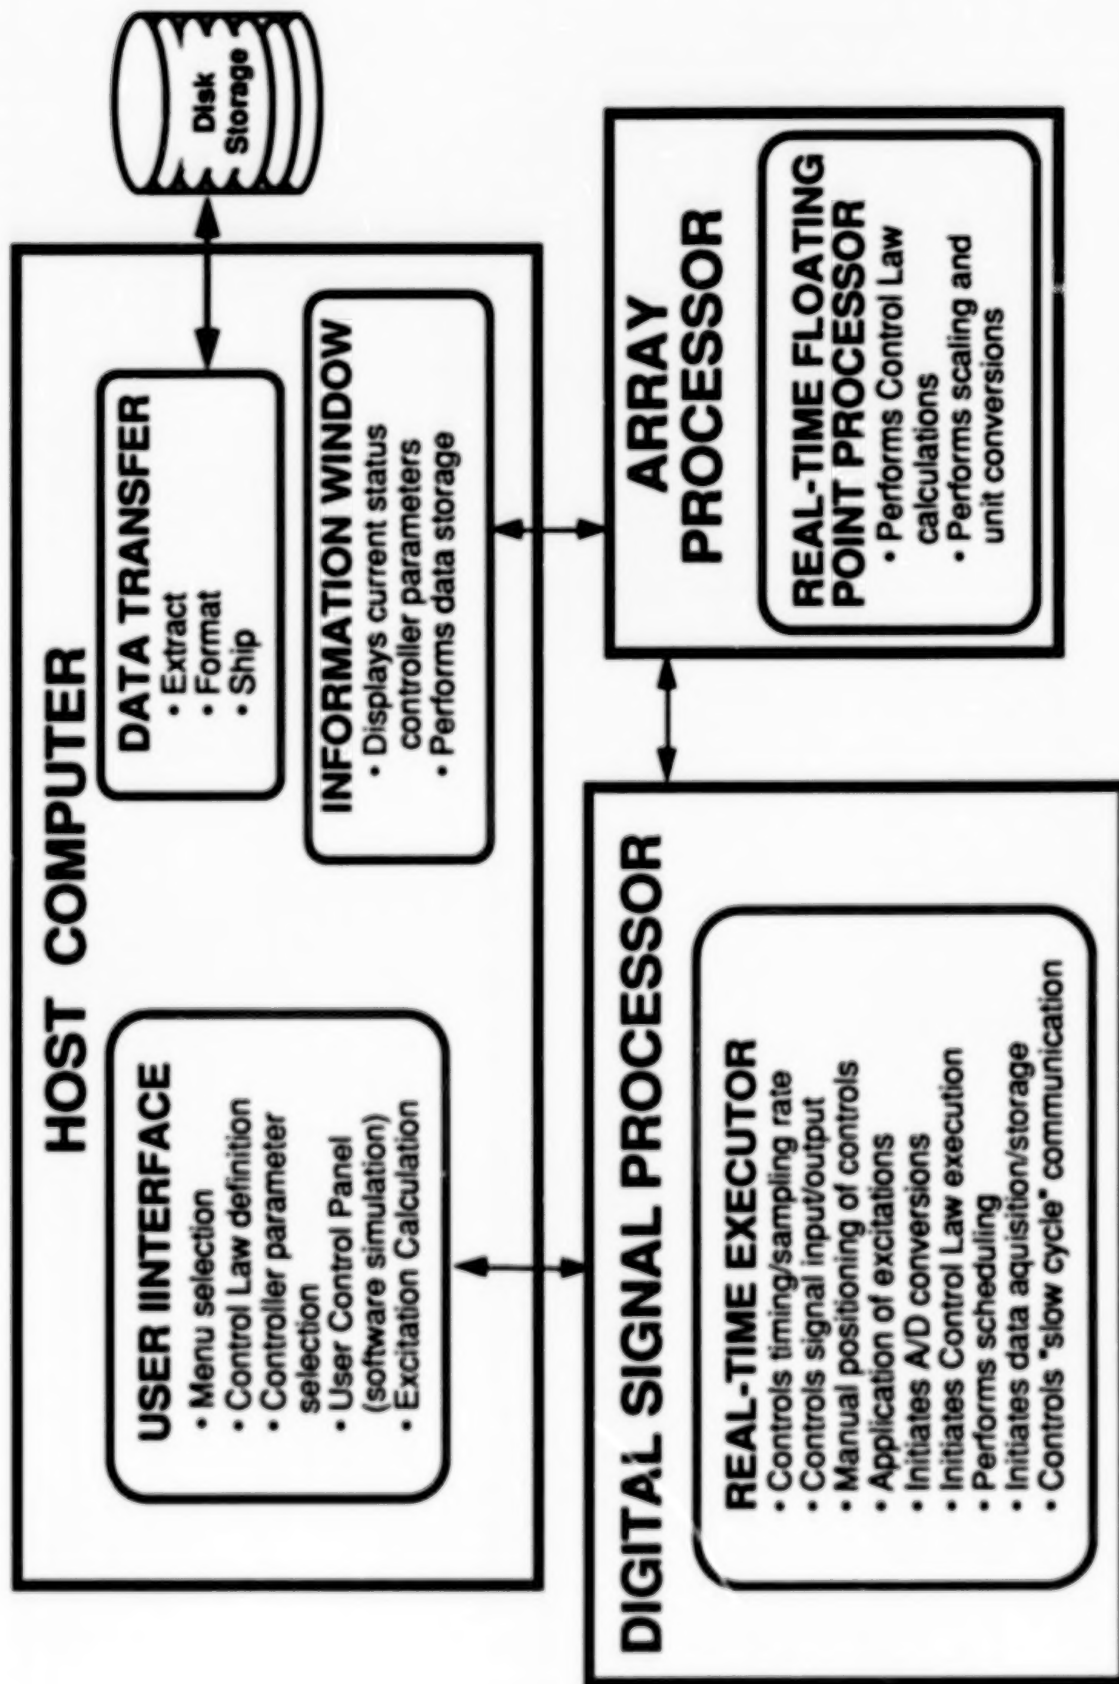 HOST COMPUTER
USER IINTERFACE
• Menu selection
• Control Law definition
• Controller parameter
selection
• User Control Panel
(software simulation)
• Excitation Calculation
DATA TRANSFER
• Extract
• Format
• Ship
Disk
Storage
INFORMATION WINDOW
• Displays current status
controller parameters
• Performs data storage
DIGITAL SIGNAL PROCESSOR
REAL-TIME EXECUTOR
• Controls timing/sampling rate
• Controls signal input/output
• Manual positioning of controls
• Application of excitations
• Initiates A/D conversions
• Initiates Control Law execution
• Performs scheduling
• Initiates data aquisition/storage
• Controls "slow cycle" communication
ARRAY
PROCESSOR
REAL-TIME FLOATING
POINT PROCESSOR
• Performs Control Law
calculations
• Performs scaling and
unit conversions